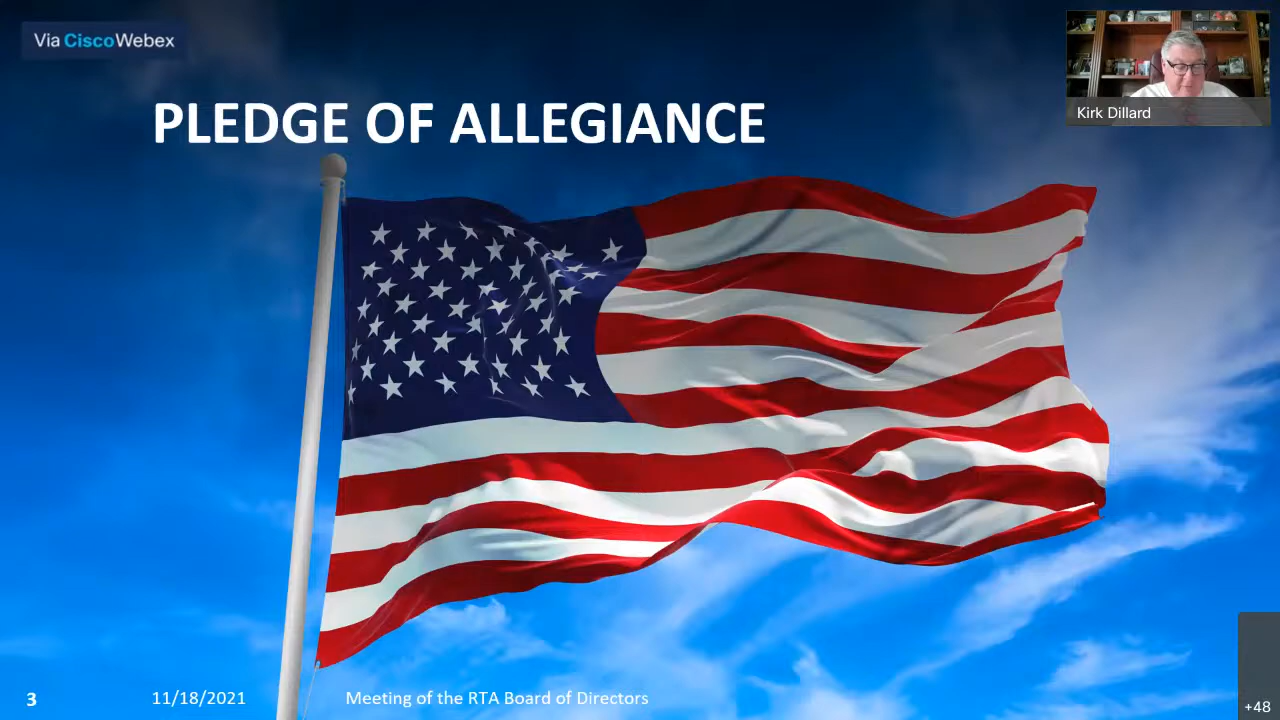 Via CiscoWebex
Kirk Dillard
PLEDGE OF ALLEGIANCE
3
11/18/2021
Meeting of the RTA Board of Directors
+48